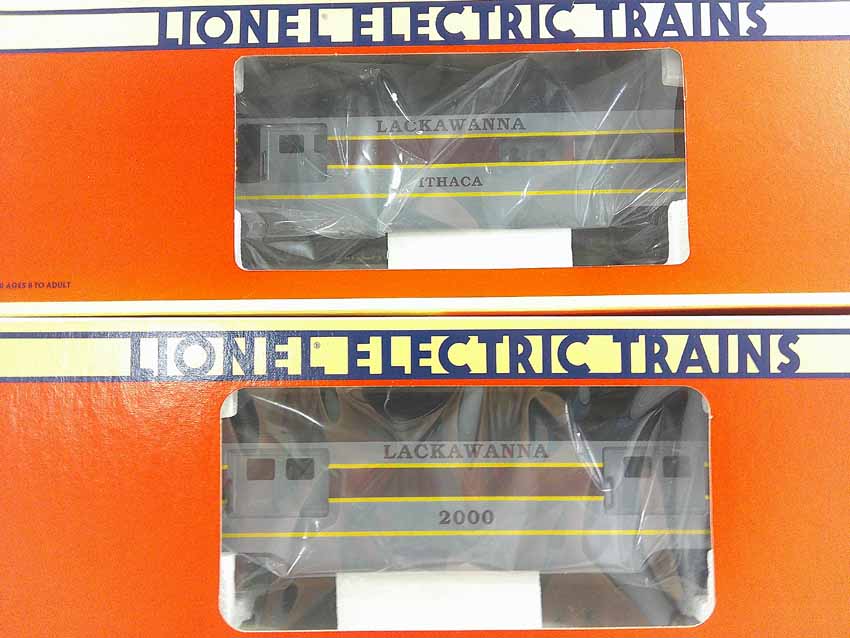 LIONEL ELECTRIC TRAINS
LACKAWANNA
ITHACA
AGES 8 TO ADULT
LIONEL® ELECTRIC TRAINS
LACKAWANNA
2000